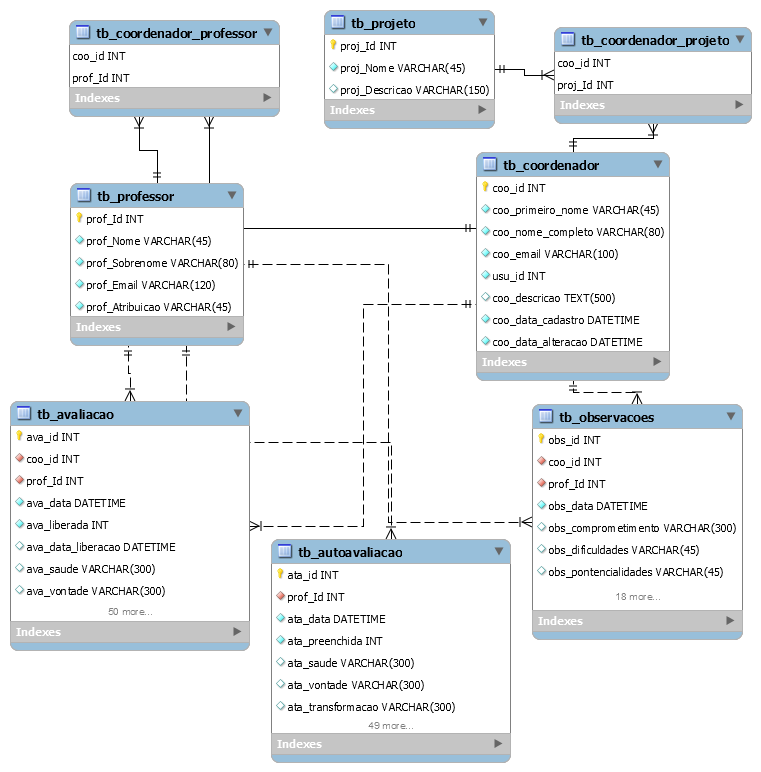 tb_coordenador_professor
coo_id INT
prof_Id INT
Indexes
tb_projeto
proj_Id INT
proj_Nome VARCHAR(45)
proj_Descricao VARCHAR(150)
Indexes
tb_coordenador_projeto
coo_id INT
proj_Id INT
Indexes
tb_professor
prof_Id INT
prof_Nome VARCHAR(45)
prof_Sobrenome VARCHAR(80)
prof_Email VARCHAR(120)
prof_Atribuicao VARCHAR(45)
Indexes
tb_coordenador
coo_id INT
coo_primeiro_nome VARCHAR(45)
coo_nome_completo VARCHAR(80)
coo_email VARCHAR(100)
usu_id INT
coo_descricao TEXT(500)
coo_data_cadastro DATETIME
coo_data_alteracao DATETIME
Indexes
tb_avaliacao
ava_id INT
coo_id INT
prof_Id INT
ava_data DATETIME
ava_liberada INT
ava_data_liberacao DATETIME
ava_saude VARCHAR(300)
ava_vontade VARCHAR(300)
50 more...
Indexes
tb_autoavaliacao
ata_id INT
prof_Id INT
ata_data DATETIME
ata_preenchida INT
ata_saude VARCHAR(300)
ata_vontade VARCHAR(300)
ata_transformacao VARCHAR(300)
49 more...
Indexes
tb_observacoes
obs_id INT
coo_id INT
prof_Id INT
obs_data DATETIME
obs_comprometimento VARCHAR(300)
obs_dificuldades VARCHAR(45)
obs_pontencialidades VARCHAR(45)
18 more...
Indexes